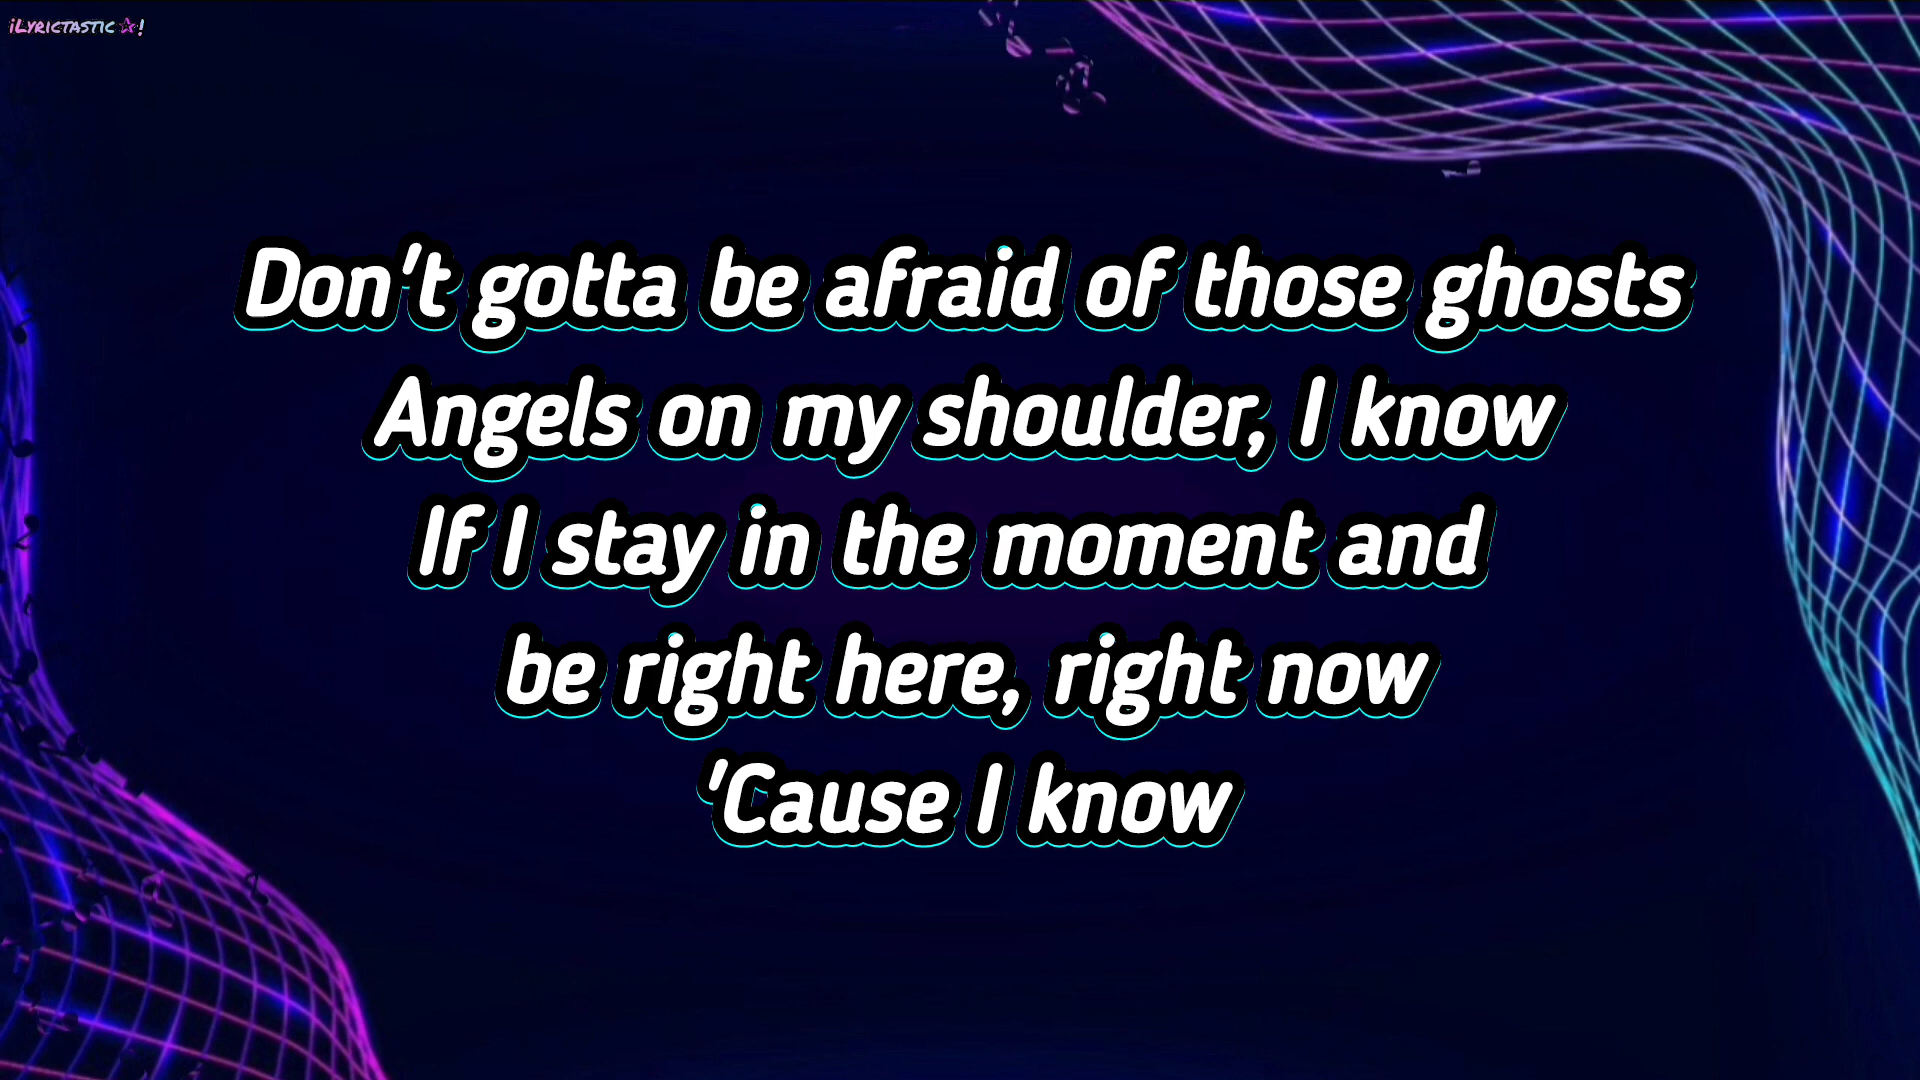 iLyrictastic☆!
Don't gotta be afraid of those ghosts
Angels on my shoulder, I know
If I stay in the moment and
be right here, right now
'Cause I know